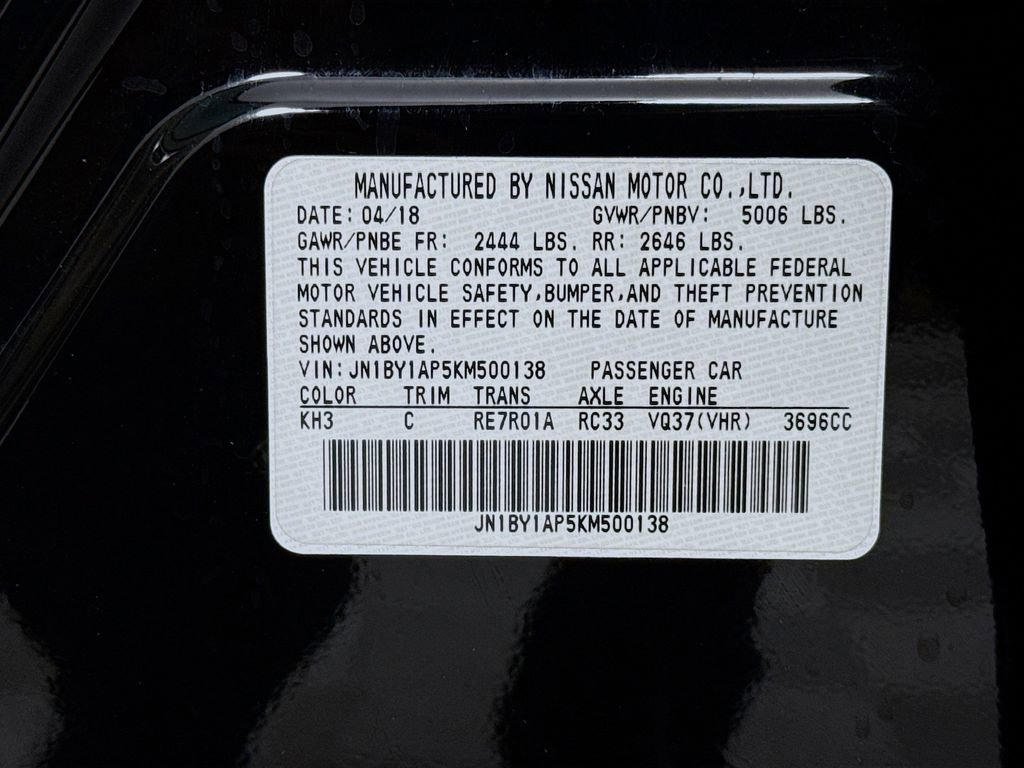 MANUFACTURED BY NISSAN MOTOR CO.,LTD.
DATE: 04/18 GVWR/PNBV: 5006 LBS.
GAWR/PNBE FR: 2444 LBS. RR: 2646 LBS.
THIS VEHICLE CONFORMS TO ALL APPLICABLE FEDERAL
MOTOR VEHICLE SAFETY,BUMPER,AND THEFT PREVENTION
STANDARDS IN EFFECT ON THE DATE OF MANUFACTURE
SHOWN ABOVE.
VIN: JN1BY1AP5KM500138 PASSENGER CAR
COLOR TRIM TRANS AXLE ENGINE
KH3 C RE7R01A RC33 VQ37(VHR) 3696CC
JN1BY1AP5KM500138